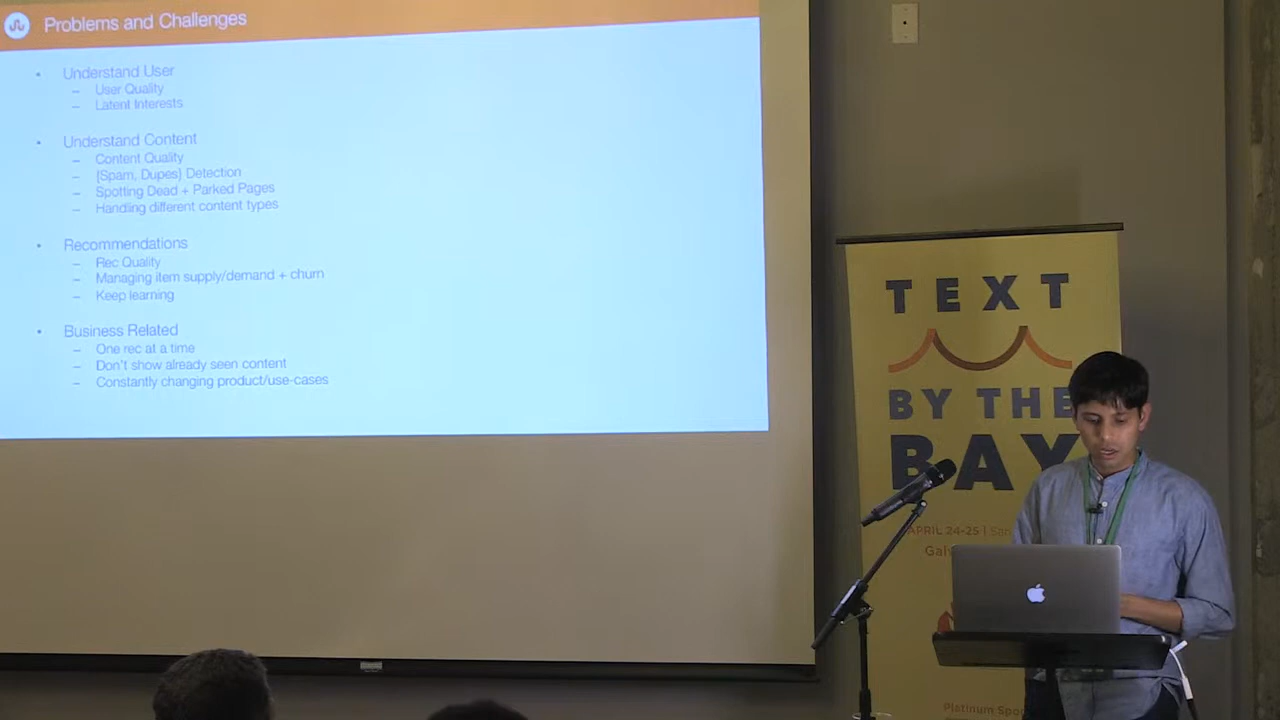 Problems and Challenges
• Understand User
– User Quality
– Latent Interests
• Understand Content
– Content Quality
– {Spam, Dupes} Detection
– Spotting Dead + Parked Pages
– Handling different content types
• Recommendations
– Rec Quality
– Managing item supply/demand + churn
– Keep learning
• Business Related
– One rec at a time
– Don't show already seen content
– Constantly changing product/use-cases
TEXT
BY THE
BAY
APRIL 24-25 | San
Platinum